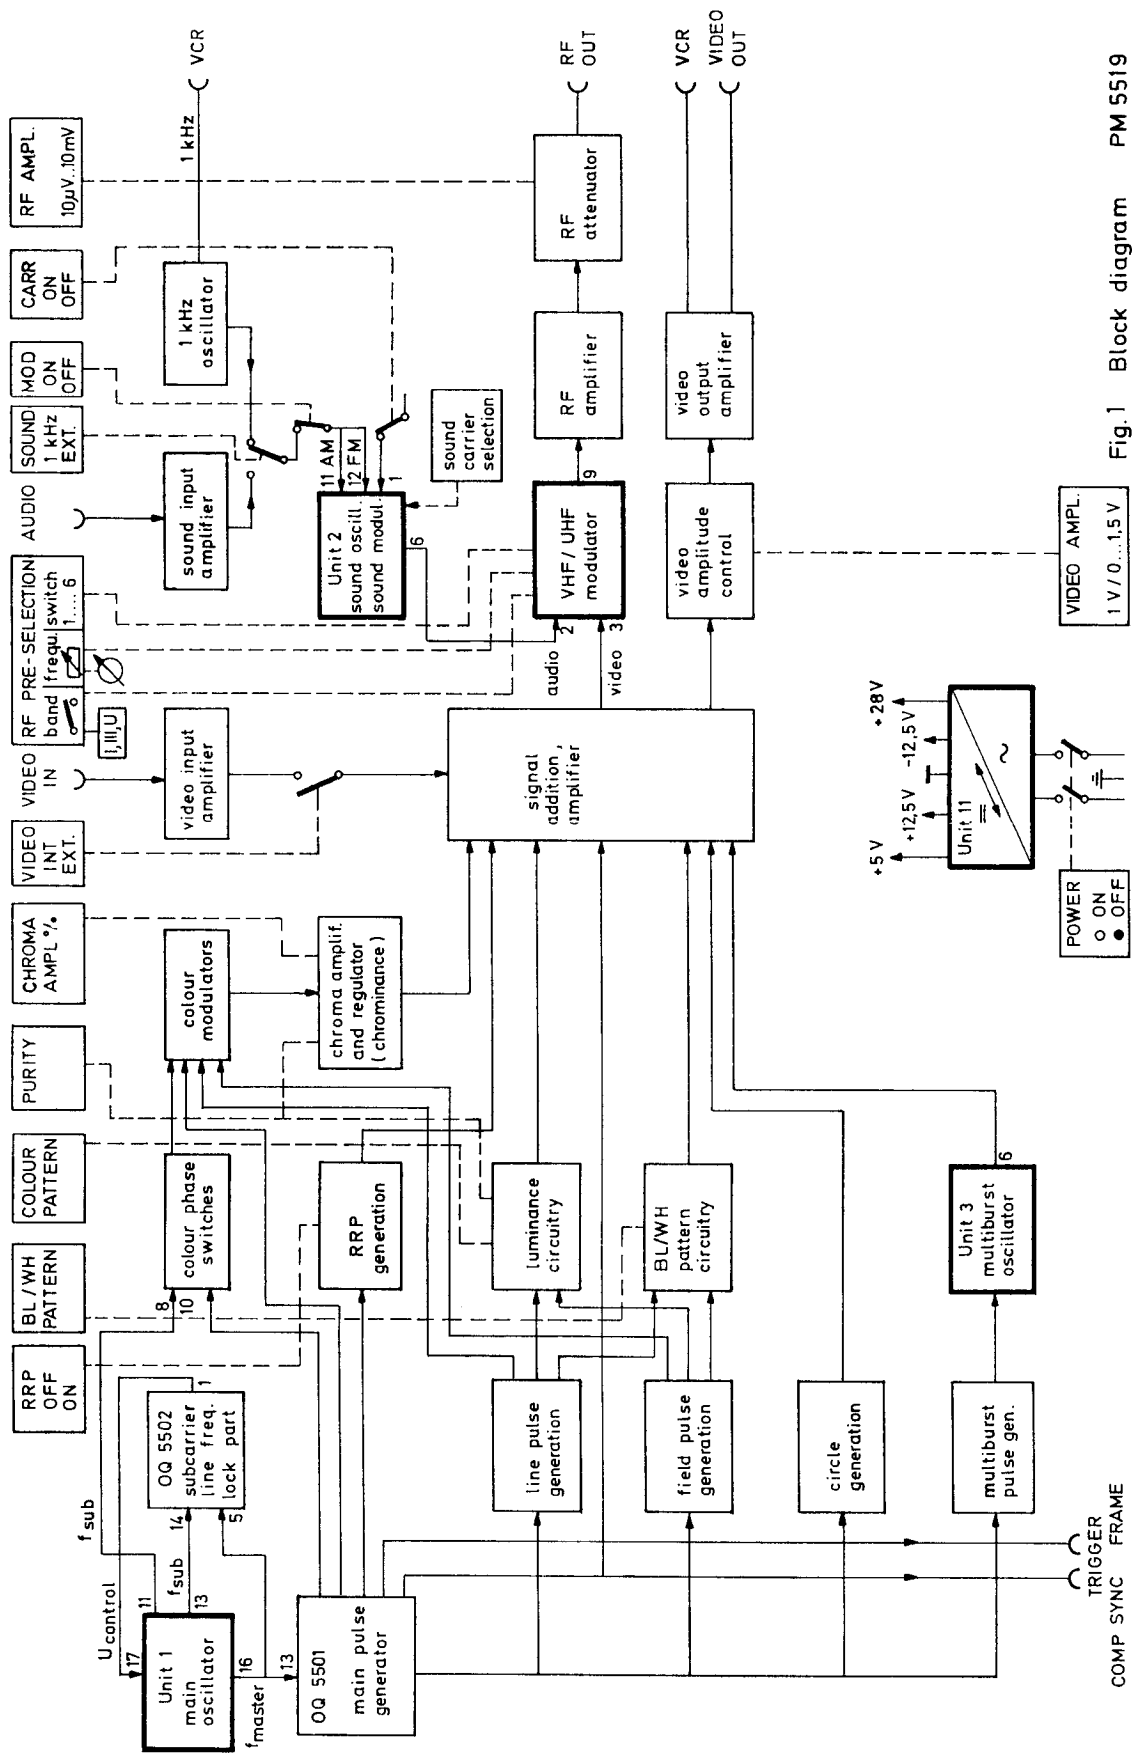 RRP
OFF
ON
BL/WH
PATTERN
COLOUR
PATTERN
PURITY
CHROMA
AMPL %
VIDEO
INT
EXT.
VIDEO
IN
RF PRE-SELECTION
band
frequ.
switch
1....6
I,III,U
AUDIO
SOUND
1 kHz
EXT.
MOD
ON
OFF
CARR
ON
OFF
RF AMPL.
10µV..10mV
U control
17
11
f sub
f sub
13
16
f master
Unit 1
main
oscillator
14
5
1
OQ 5502
subcarrier
line freq.
lock part
8
10
colour phase
switches
colour
modulators
video input
amplifier
sound input
amplifier
1 kHz
oscillator
1 kHz
VCR
13
OQ 5501
main pulse
generator
RRP
generation
chroma amplif.
and regulator
( chrominance )
Unit 2
sound oscill.
sound modul.
11 AM
12 FM
1
6
sound
carrier
selection
line pulse
generation
luminance
circuitry
signal
addition,
amplifier
audio
2
video
3
VHF / UHF
modulator
9
RF
amplifier
RF
attenuator
RF
OUT
field pulse
generation
BL/WH
pattern
circuitry
video
amplitude
control
video
output
amplifier
VCR
VIDEO
OUT
circle
generation
multiburst
pulse gen.
Unit 3
multiburst
oscillator
6
+5V
+12,5V
-12,5V
+28V
Unit 11
POWER
ON
OFF
VIDEO AMPL.
1 V / 0....1,5 V
TRIGGER
COMP SYNC FRAME
Fig.1 Block diagram PM 5519